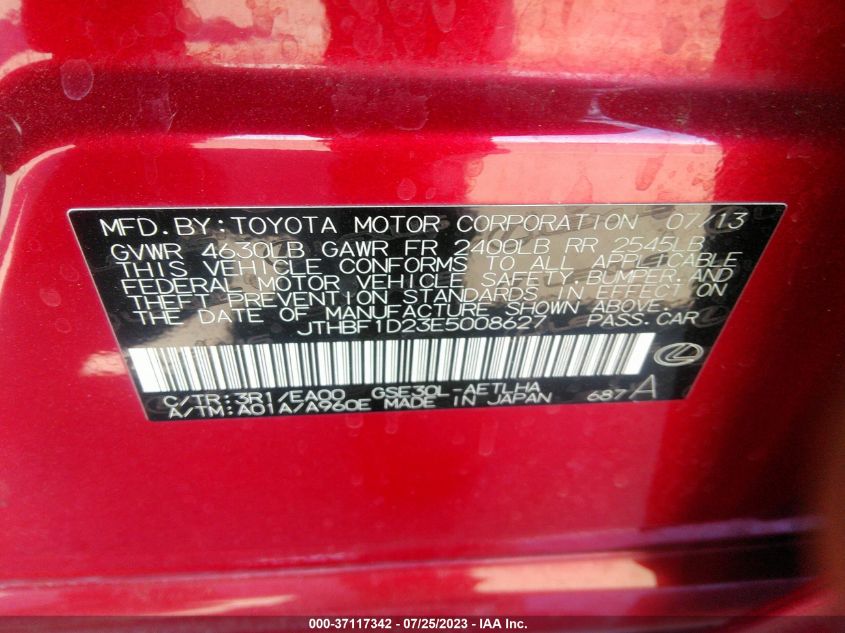 MFD.BY:TOYOTA MOTOR CORPORATION 07/13
GVWR 4630LB GAWR FR 2400LB RR 2545LB
THIS VEHICLE CONFORMS TO ALL APPLICABLE
FEDERAL MOTOR VEHICLE SAFETY,BUMPER,AND
THEFT PREVENTION STANDARDS IN EFFECT ON
THE DATE OF MANUFACTURE SHOWN ABOVE.
JTHBF1D23E5008627 PASS.CAR
C/TR:3R1/EA00 GSE30L-AETLHA
A/TM:A01A/A960E MADE IN JAPAN 687A
000-37117342 - 07/25/2023 - IAA Inc.